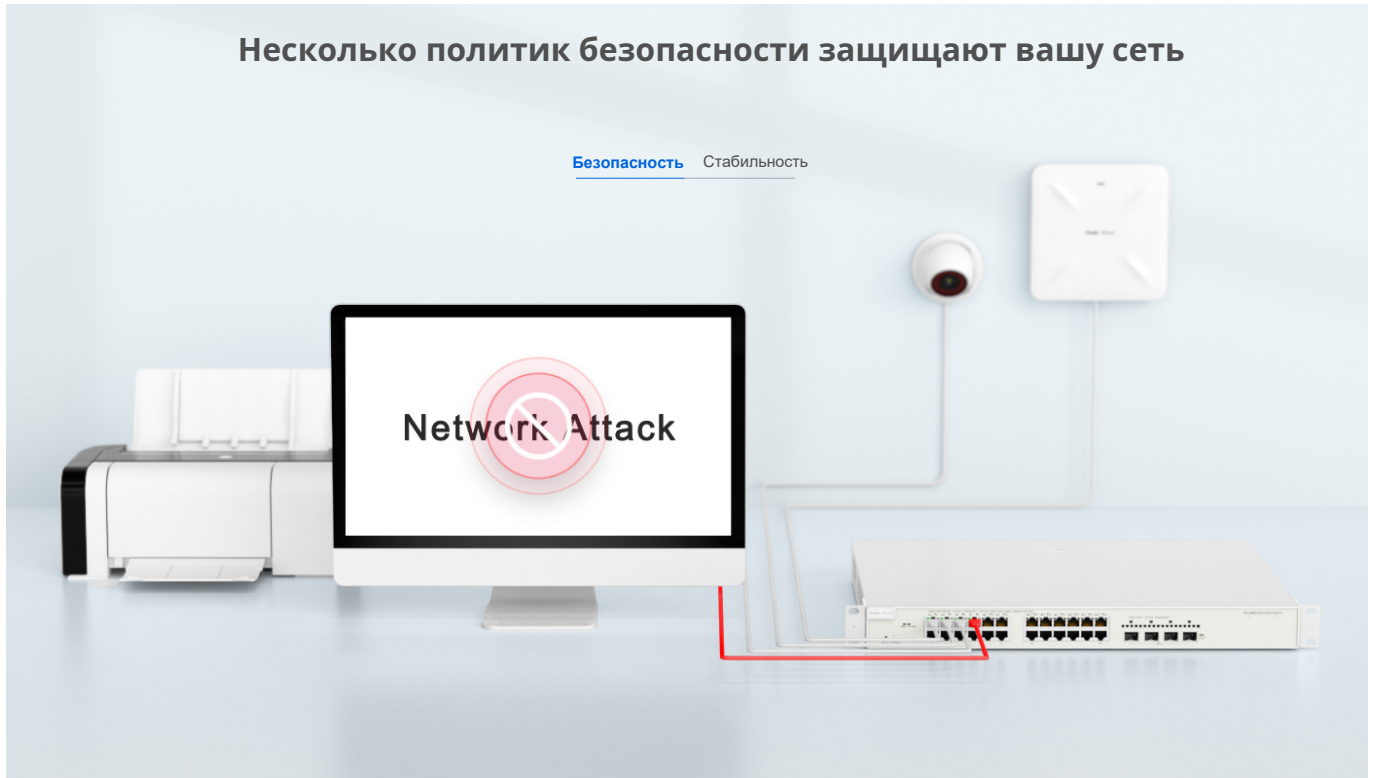 Несколько политик безопасности защищают вашу сеть
Безопасность Стабильность
Network Attack